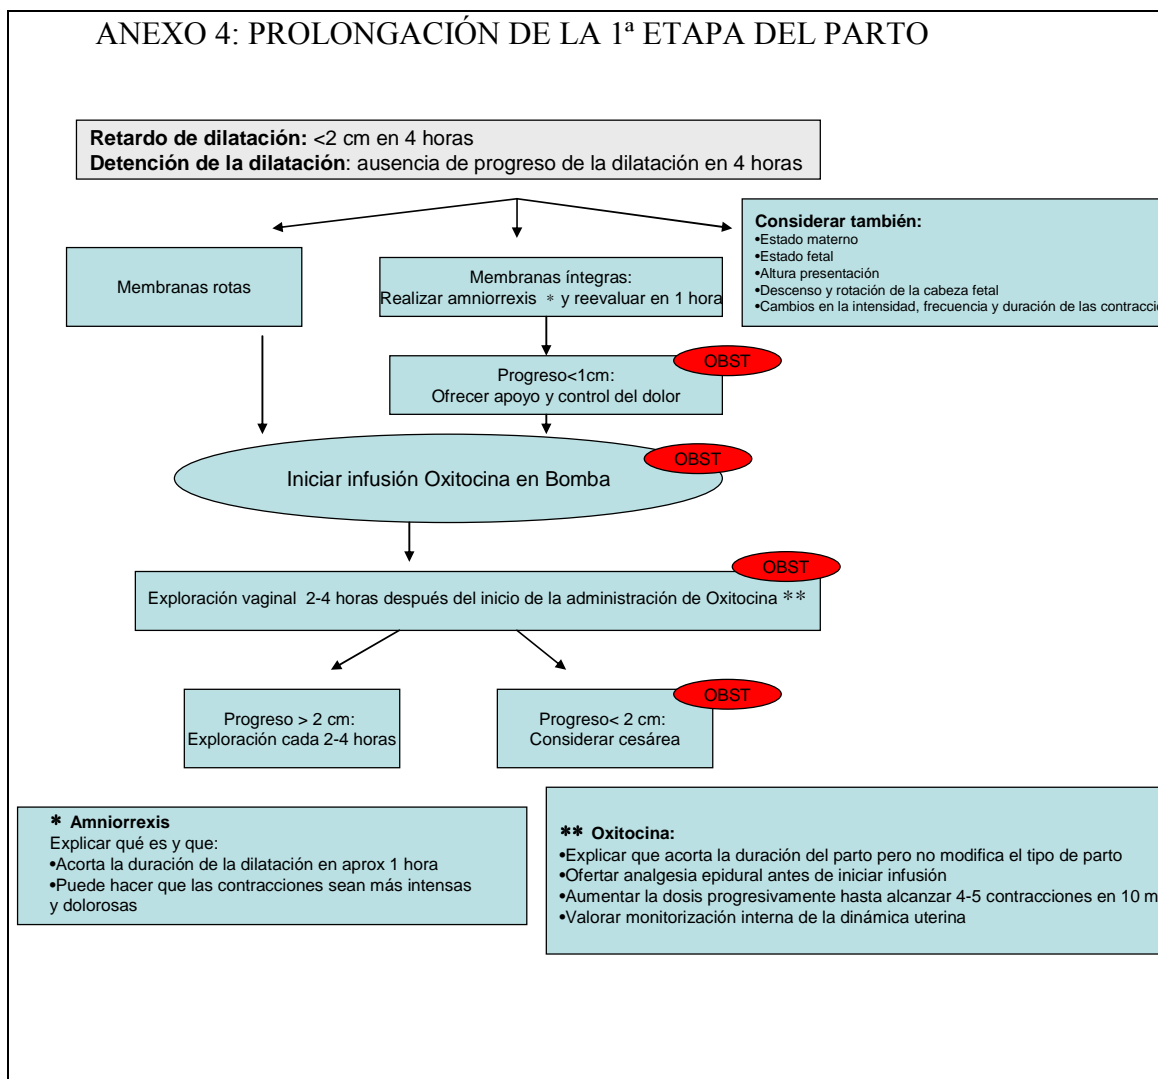 ANEXO 4: PROLONGACIÓN DE LA 1ª ETAPA DEL PARTO
Retardo de dilatación: <2 cm en 4 horas
Detención de la dilatación: ausencia de progreso de la dilatación en 4 horas
Membranas rotas
Membranas íntegras:
Realizar amniorrexis * y reevaluar en 1 hora
Considerar también:
•Estado materno
•Estado fetal
•Altura presentación
•Descenso y rotación de la cabeza fetal
•Cambios en la intensidad, frecuencia y duración de las contracci
OBST
Progreso<1cm:
Ofrecer apoyo y control del dolor
OBST
Iniciar infusión Oxitocina en Bomba
OBST
Exploración vaginal 2-4 horas después del inicio de la administración de Oxitocina **
Progreso > 2 cm:
Exploración cada 2-4 horas
OBST
Progreso< 2 cm:
Considerar cesárea
* Amniorrexis
Explicar qué es y que:
•Acorta la duración de la dilatación en aprox 1 hora
•Puede hacer que las contracciones sean más intensas
y dolorosas
** Oxitocina:
•Explicar que acorta la duración del parto pero no modifica el tipo de parto
•Ofertar analgesia epidural antes de iniciar infusión
•Aumentar la dosis progresivamente hasta alcanzar 4-5 contracciones en 10 m
•Valorar monitorización interna de la dinámica uterina